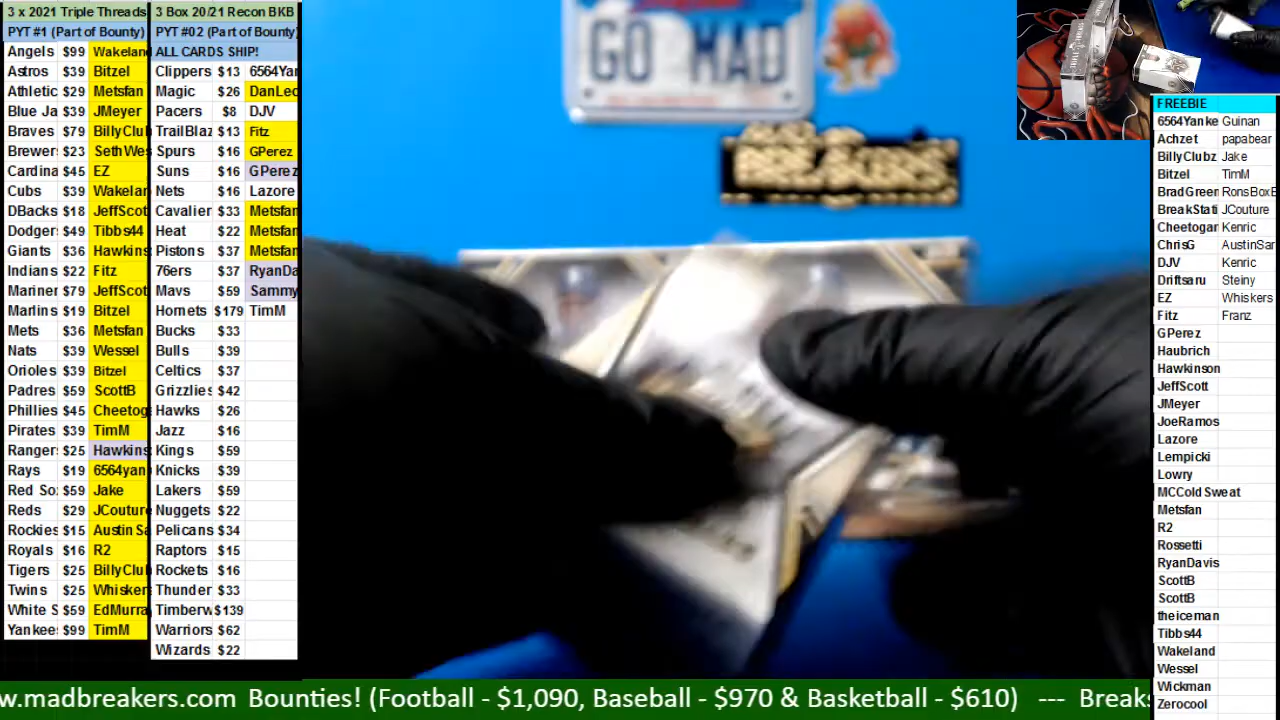 3 x 2021 Triple Threads
PYT #1 (Part of Bounty)
Angels $99 Wakelan
Astros $39 Bitzel
Athletic $29 Metsfan
Blue Ja $39 JMeyer
Braves $79 BillyClub
Brewer $23 SethWes
Cardina $45 EZ
Cubs $39 Wakelan
DBacks $18 JeffScot
Dodger $49 Tibbs44
Giants $36 Hawkins
Indians $22 Fitz
Mariner $79 JeffScot
Marlins $19 Bitzel
Mets $36 Metsfan
Nats $39 Wessel
Orioles $39 Bitzel
Padres $59 ScottB
Phillies $45 Cheetog
Pirates $39 TimM
Ranger $25 Hawkins
Rays $19 6564yan
Red So $59 Jake
Reds $29 JCouture
Rockies $15 Austin Sa
Royals $16 R2
Tigers $25 BillyClu
Twins $25 Whisker
White S $59 EdMurra
Yankee $99 TimM
3 Box 20/21 Recon BKB
PYT #02 (Part of Bounty)
ALL CARDS SHIP!
Clippers $13 6564Yan
Magic $26 DanLeo
Pacers $8 DJV
TrailBlaz $13 Fitz
Spurs $16 GPerez
Suns $16 GPerez
Nets $16 Lazore
Cavalier $33 Metsfan
Heat $22 Metsfan
Pistons $37 Metsfan
76ers $37 RyanDa
Mavs $59 Sammy
Hornets $179 TimM
Bucks $33
Bulls $39
Celtics $37
Grizzlies $42
Hawks $26
Jazz $16
Kings $59
Knicks $39
Lakers $59
Nuggets $22
Pelicans $34
Raptors $15
Rockets $16
Thunder $33
Timberw $139
Warriors $62
Wizards $22
GO MAD
FREEBIE
6564Yanke Guinan
Achzet papabear
BillyClubz Jake
Bitzel TimM
BradGreen RonsBoxB
BreakStati JCouture
Cheetogar Kenric
ChrisG AustinSar
DJV Kenric
Driftsaru Steiny
EZ Whiskers
Fitz Franz
GPerez
Haubrich
Hawkinson
JeffScott
JMeyer
JoeRamos
Lazore
Lempicki
Lowry
MCCold Sweat
Metsfan
R2
Rossetti
RyanDavis
ScottB
ScottB
theiceman
Tibbs44
Wakeland
Wessel
Wickman
Zerocool
w.madbreakers.com Bounties! (Football - $1,090, Baseball - $970 & Basketball - $610) --- Breaks